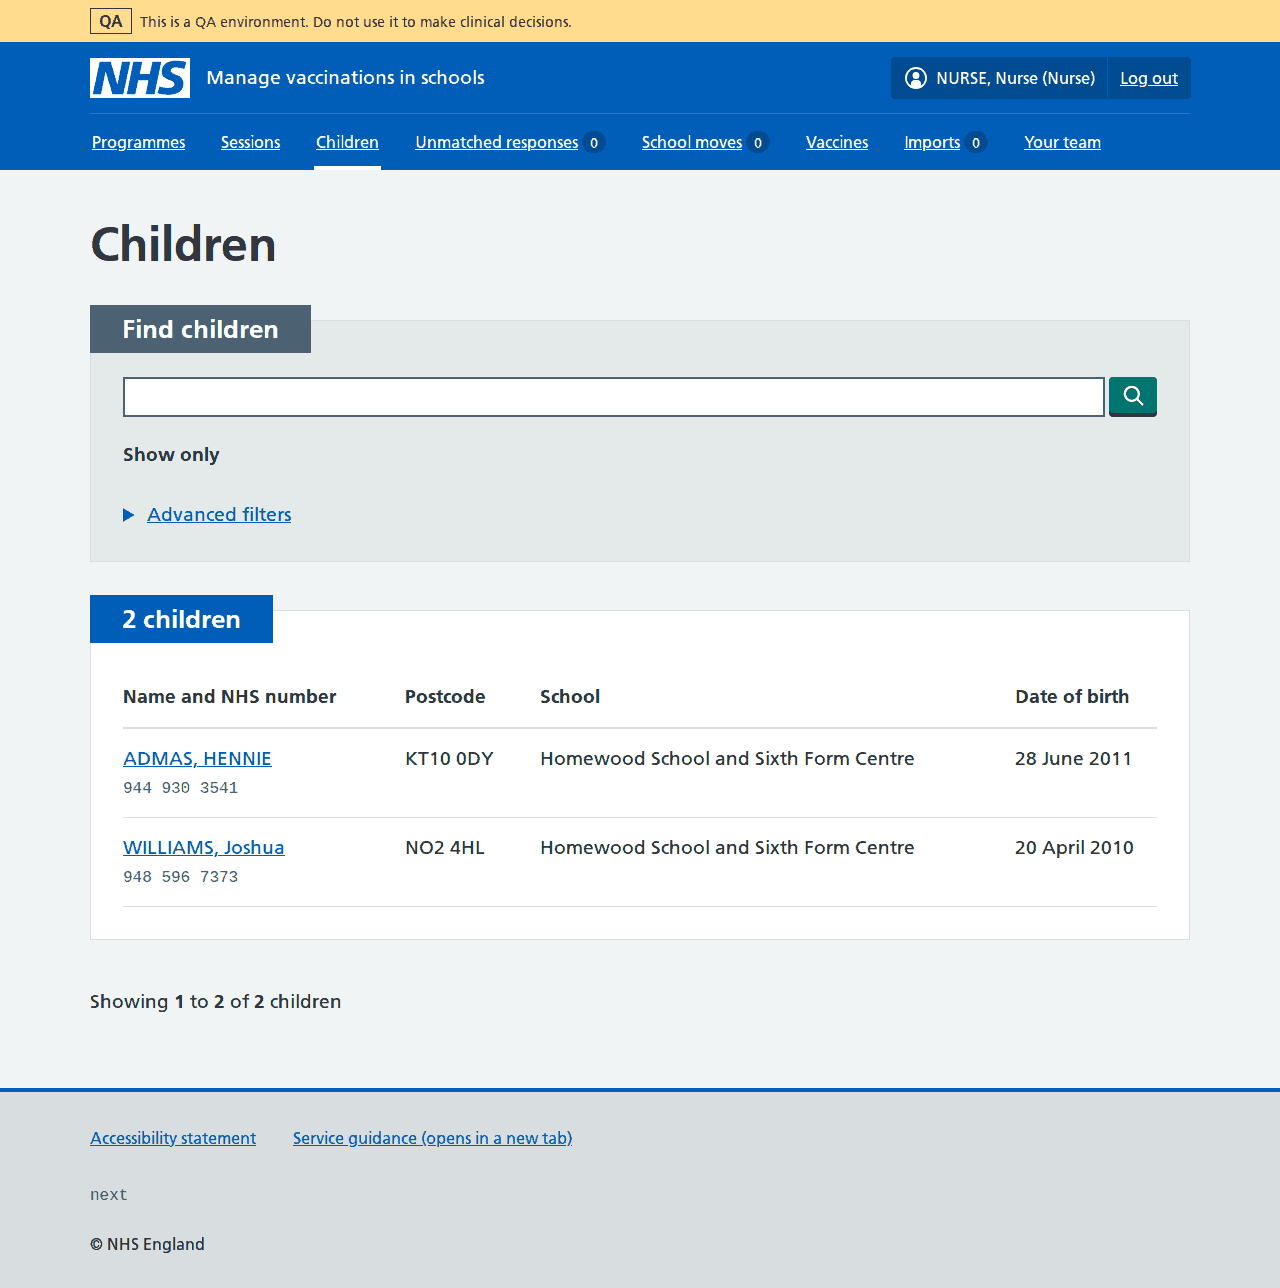 QA This is a QA environment. Do not use it to make clinical decisions.
NHS Manage vaccinations in schools NURSE, Nurse (Nurse) Log out
Programmes Sessions Children Unmatched responses 0 School moves 0 Vaccines Imports 0 Your team
Children
Find children
Show only
Advanced filters
2 children
Name and NHS number Postcode School Date of birth
ADMAS, HENNIE KT10 0DY Homewood School and Sixth Form Centre 28 June 2011
944 930 3541
WILLIAMS, Joshua NO2 4HL Homewood School and Sixth Form Centre 20 April 2010
948 596 7373
Showing 1 to 2 of 2 children
Accessibility statement Service guidance (opens in a new tab)
next
© NHS England